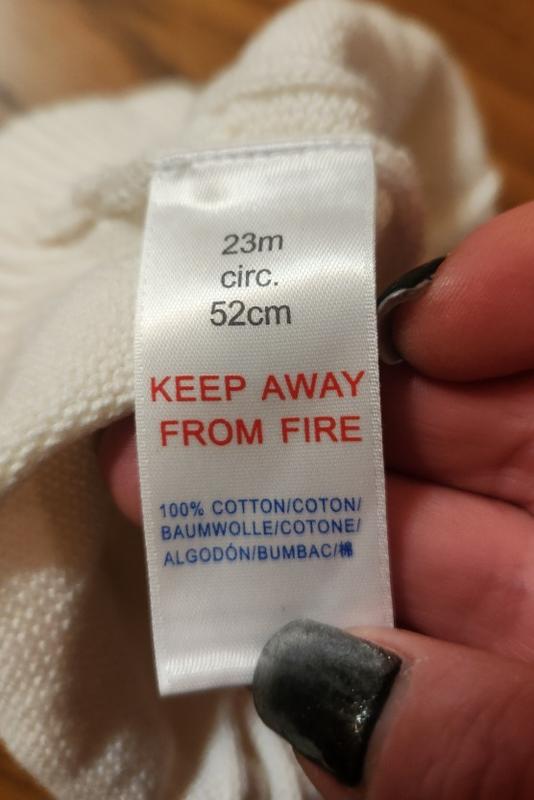 23m
circ.
52cm
KEEP AWAY
FROM FIRE
100% COTTON/COTON/
BAUMWOLLE/COTONE/
ALGODÓN/BUMBAC/棉